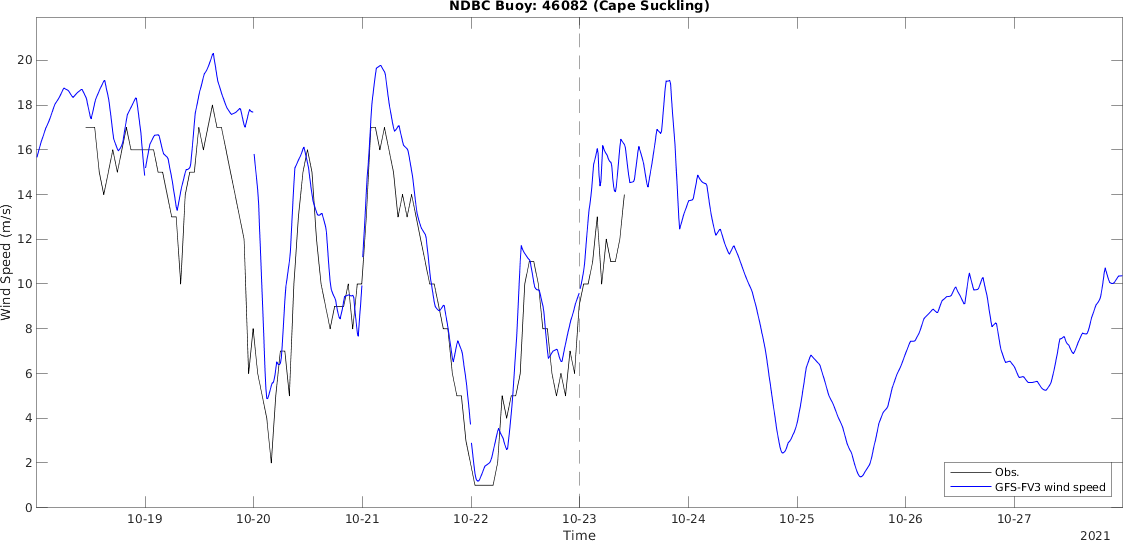 NDBC Buoy: 46082 (Cape Suckling)
Wind Speed (m/s)
20
18
16
14
12
10
8
6
4
2
0
Obs.
GFS-FV3 wind speed
10-19 10-20 10-21 10-22 10-23 10-24 10-25 10-26 10-27
Time
2021